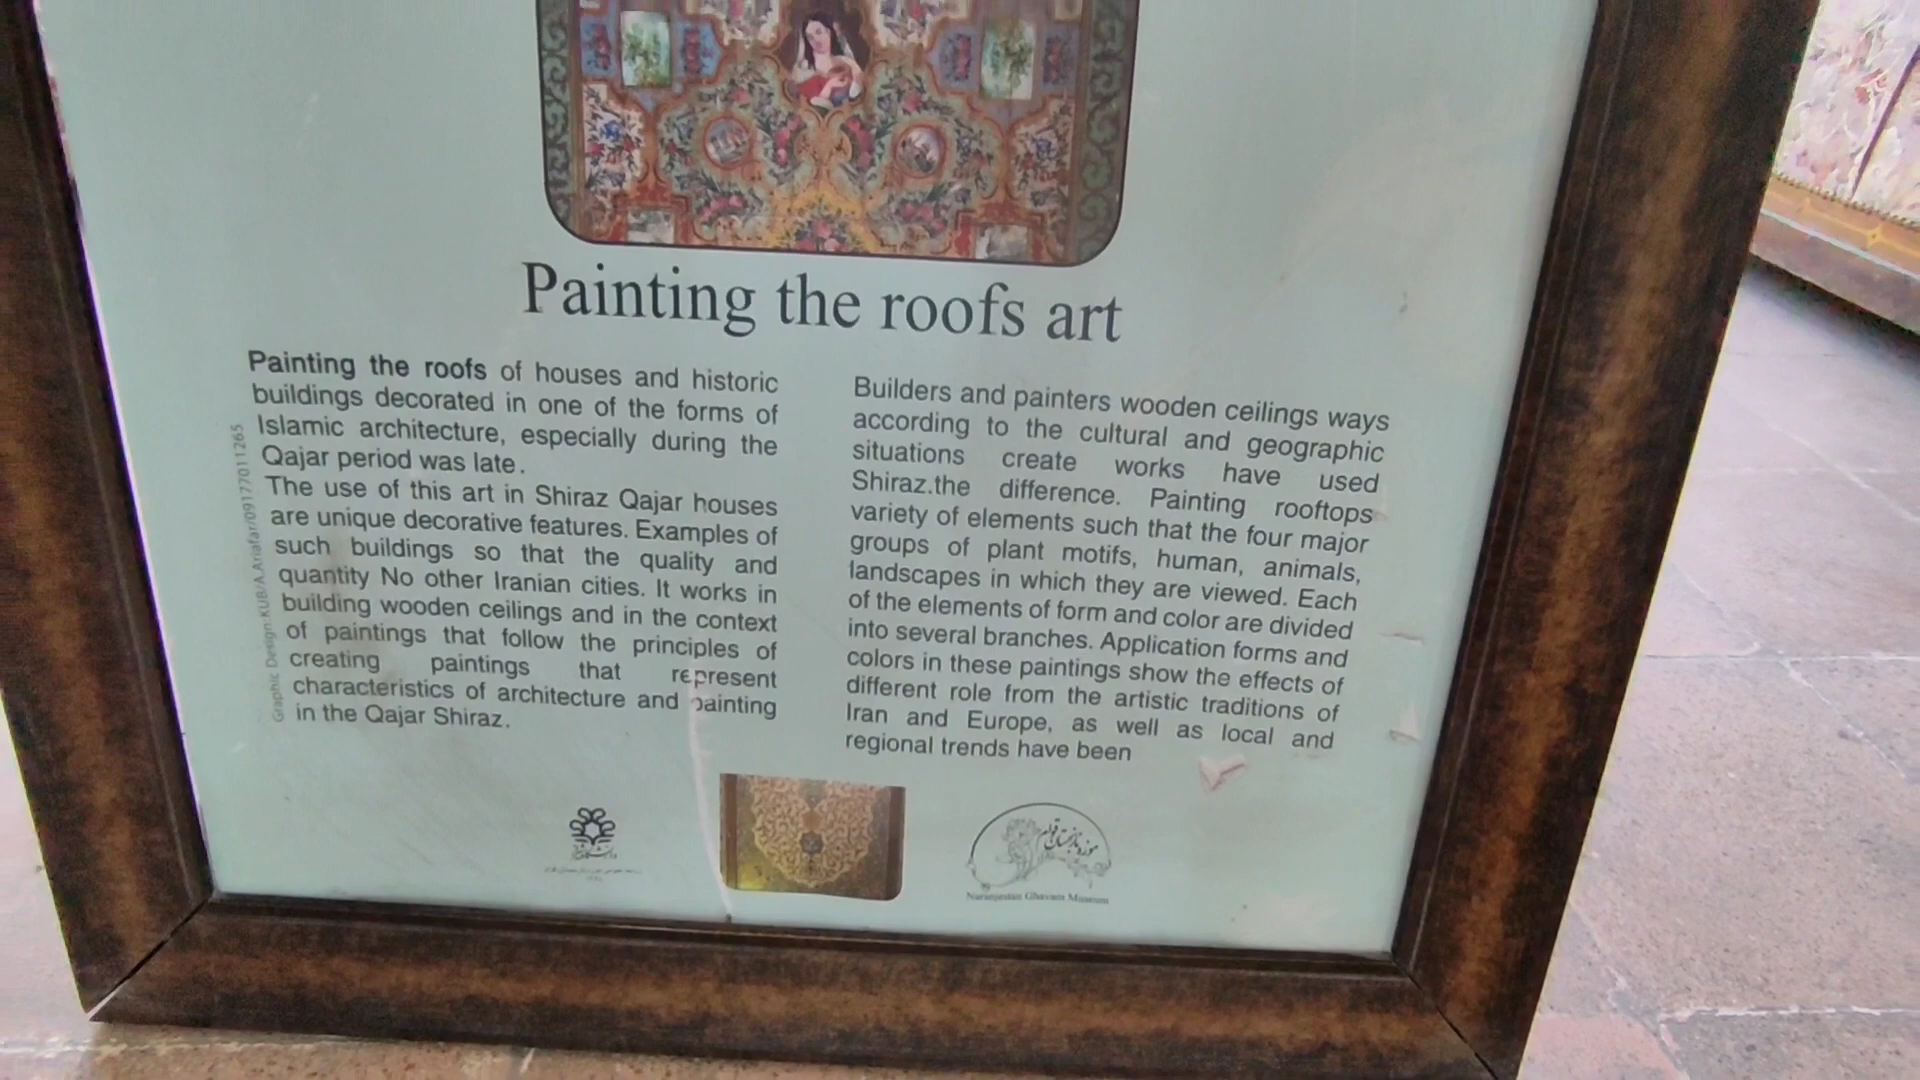 Painting the roofs art
Painting the roofs of houses and historic
buildings decorated in one of the forms of
Islamic architecture, especially during the
Qajar period was late.
The use of this art in Shiraz Qajar houses
are unique decorative features. Examples of
such buildings so that the quality and
quantity No other Iranian cities. It works in
building wooden ceilings and in the context
of paintings that follow the principles of
creating paintings that represent
characteristics of architecture and painting
in the Qajar Shiraz.
Builders and painters wooden ceilings ways
according to the cultural and geographic
situations create works have used
Shiraz.the difference. Painting rooftops
variety of elements such that the four major
groups of plant motifs, human, animals,
landscapes in which they are viewed. Each
of the elements of form and color are divided
into several branches. Application forms and
colors in these paintings show the effects of
different role from the artistic traditions of
Iran and Europe, as well as local and
regional trends have been
Graphic Design:KUB/A.Ariafar/09177011265
موزه نارنجستان قوام
Naranjestan Ghavam Museum